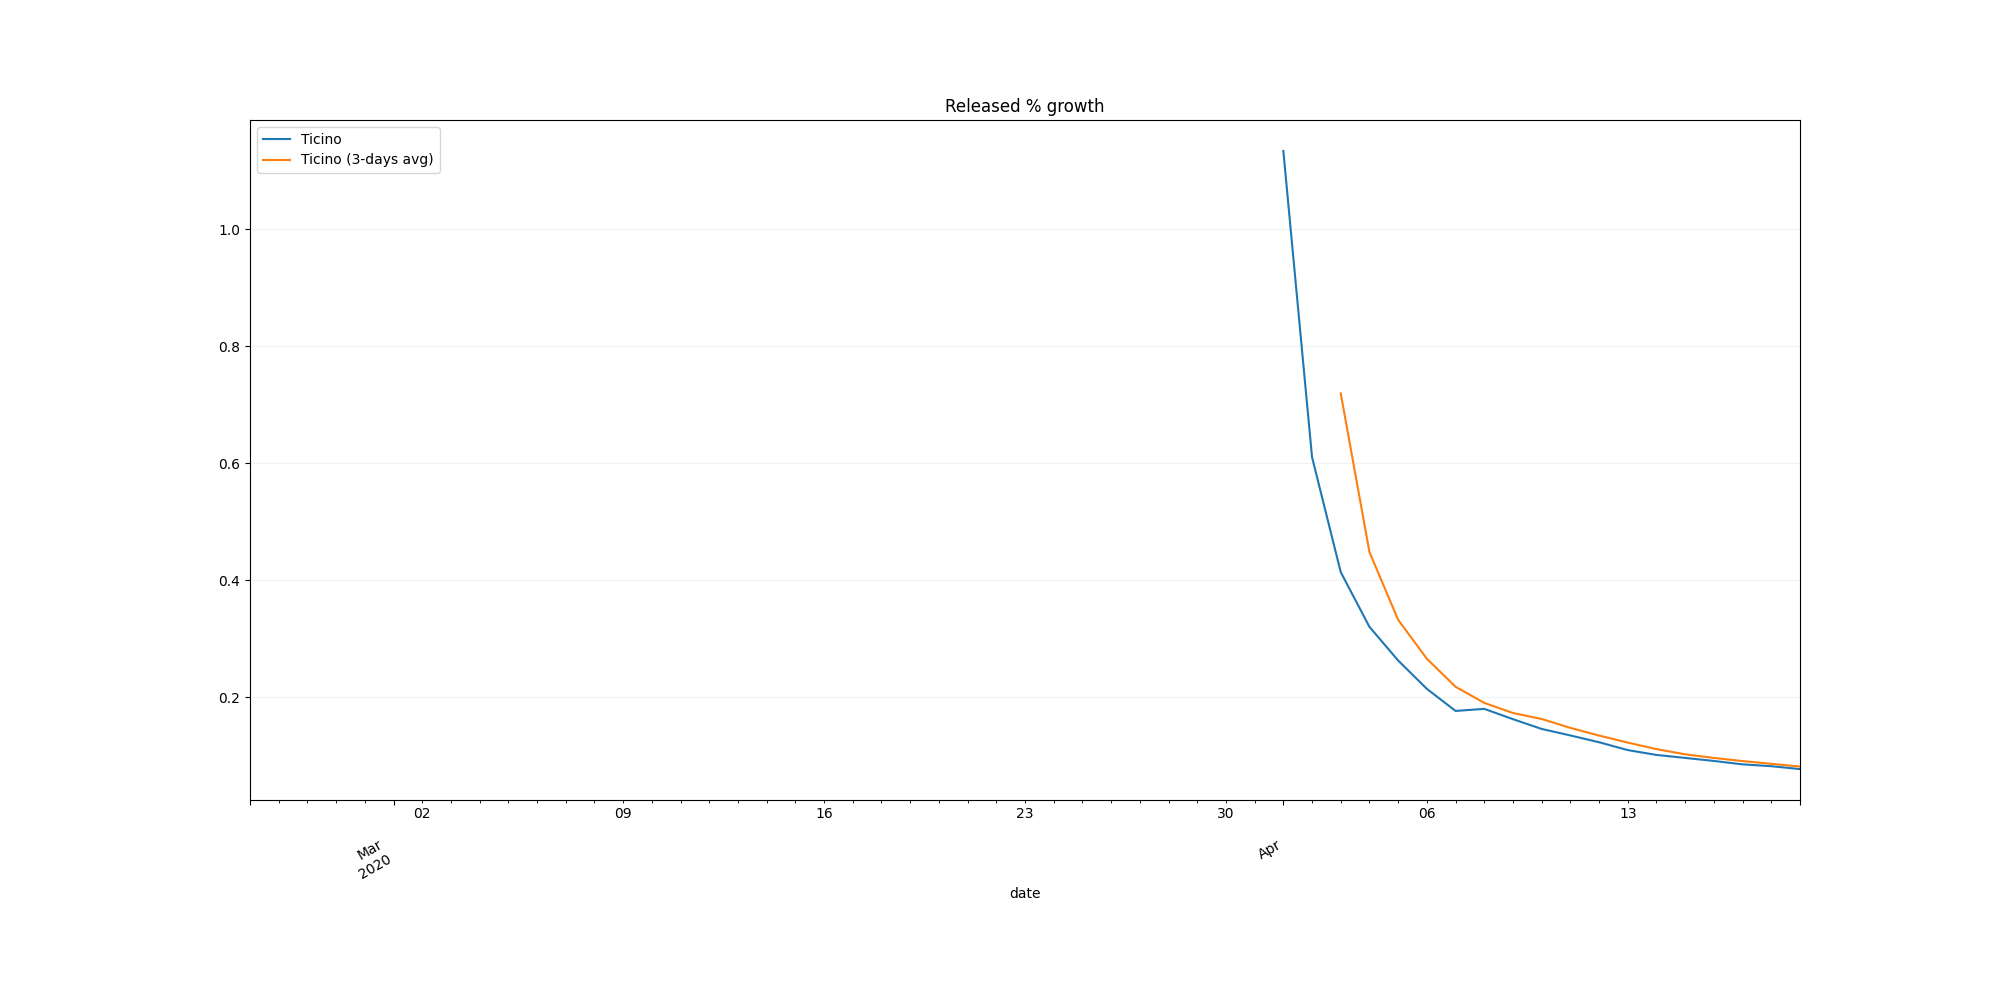 Released % growth
Ticino
Ticino (3-days avg)
1.0
0.8
0.6
0.4
0.2
02 09 16 23 30 06 13
Mar
2020
Apr
date